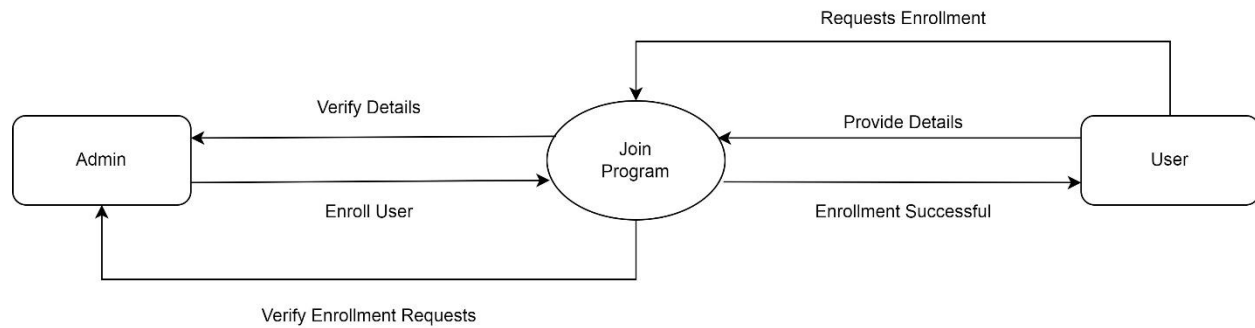 Requests Enrollment
Verify Details
Provide Details
Admin
Join
Program
User
Enroll User
Enrollment Successful
Verify Enrollment Requests